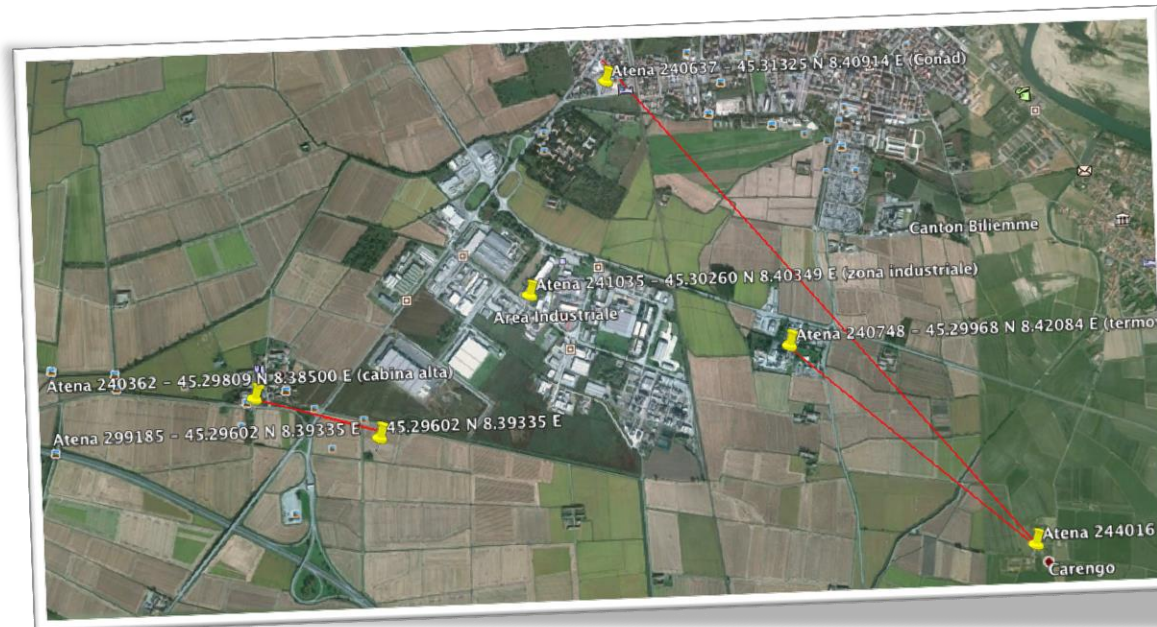 Atena 240637 - 45.31325 N 8.40914 E (Conad)
Canton Biliemme
Atena 241035 - 45.30260 N 8.40349 E (zona industriale)
Area Industriale
Atena 240748 - 45.29968 N 8.42084 E (termov
Atena 240362 - 45.29809 N 8.38500 E (cabina alta)
Atena 299185 - 45.29602 N 8.39335 E
45.29602 N 8.39335 E
Atena 244016
Carengo